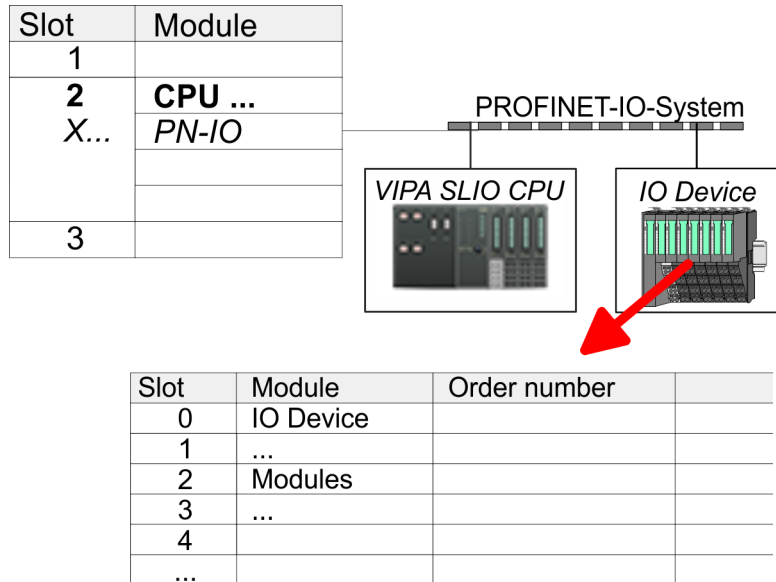 Slot Module
1
2 CPU ...
X... PN-IO
3
PROFINET-IO-System
VIPA SLIO CPU
IO Device
Slot Module Order number
0 IO Device
1 ...
2 Modules
3 ...
4
...